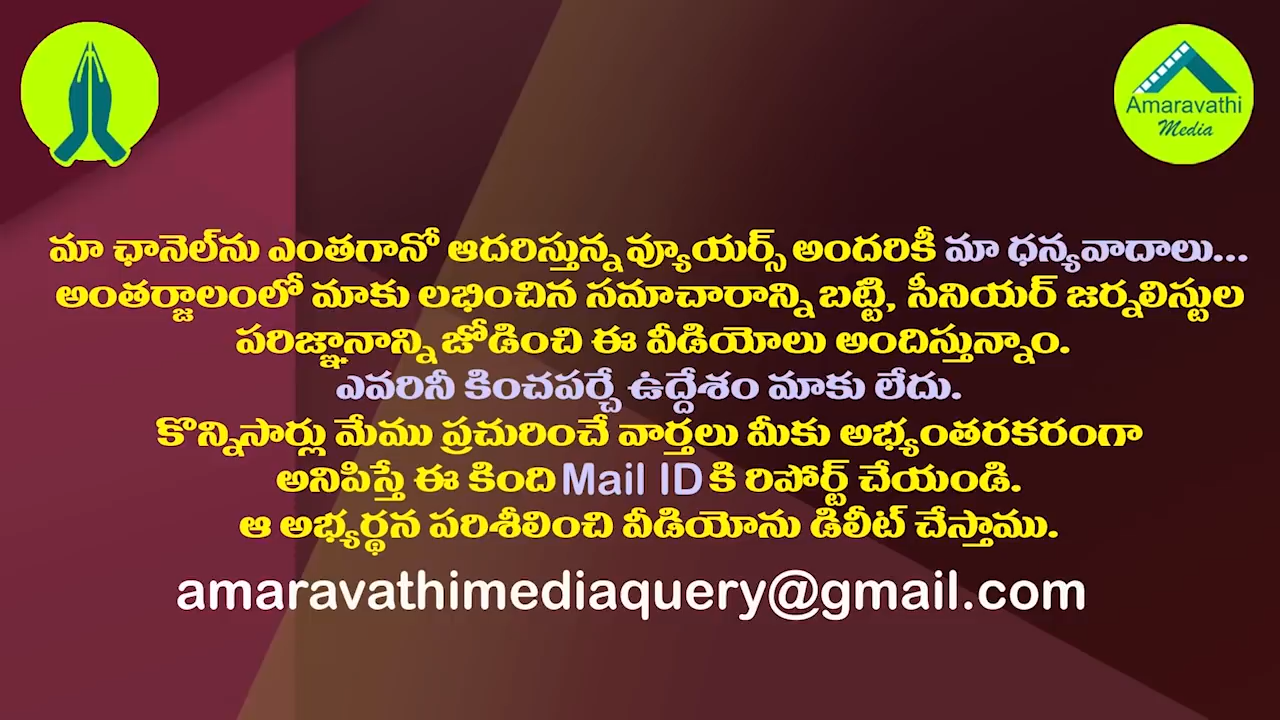 Amaravathi
Media
మా ఛానెల్‌ను ఎంతగానో ఆదరిస్తున్న వ్యూయర్స్ అందరికీ మా ధన్యవాదాలు...
అంతర్జాలంలో మాకు లభించిన సమాచారాన్ని బట్టి, సీనియర్ జర్నలిస్టుల
పరిజ్ఞానాన్ని జోడించి ఈ వీడియోలు అందిస్తున్నాం.
ఎవరినీ కించపర్చే ఉద్దేశం మాకు లేదు.
కొన్నిసార్లు మేము ప్రచురించే వార్తలు మీకు అభ్యంతరకరంగా
అనిపిస్తే ఈ కింది Mail ID కి రిపోర్ట్ చేయండి.
ఆ అభ్యర్థన పరిశీలించి వీడియోను డిలీట్ చేస్తాము.
amaravathimediaquery@gmail.com